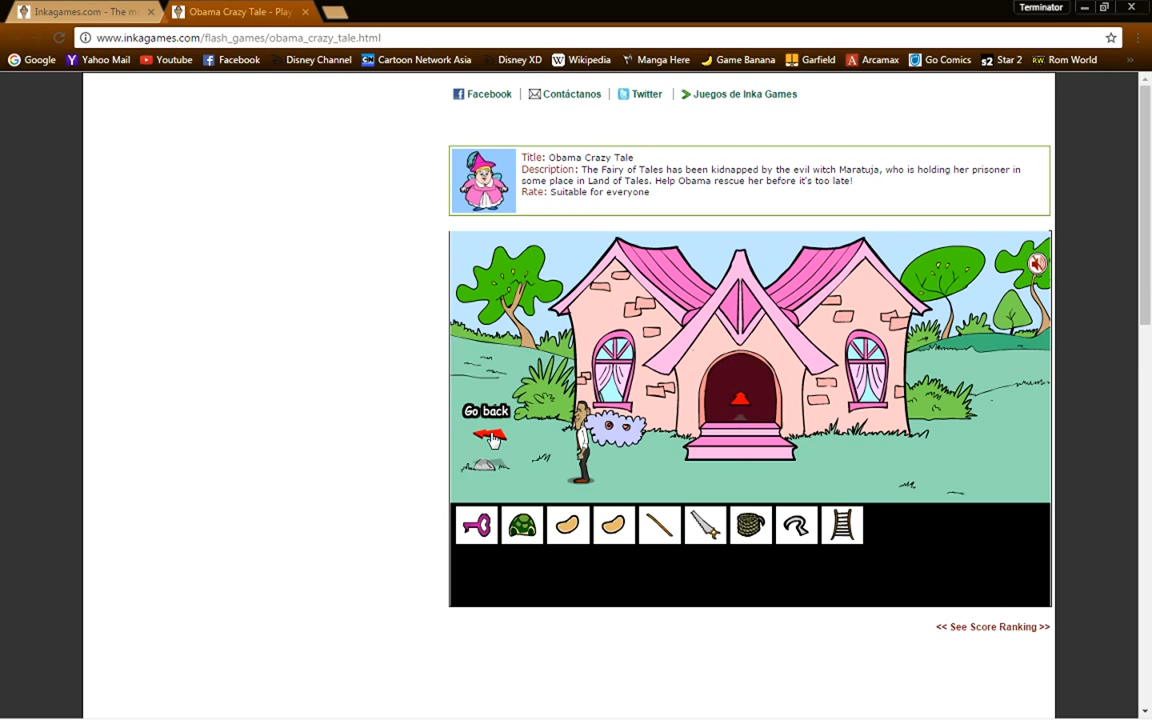 Terminator
Inkagames.com - The m
Obama Crazy Tale - Play
www.inkagames.com/flash_games/obama_crazy_tale.html
Google Yahoo Mail Youtube Facebook Disney Channel Cartoon Network Asia Disney XD Wikipedia Manga Here Game Banana Garfield Arcamax Go Comics Star 2 Rom World
Facebook | Contáctanos | Twitter | Juegos de Inka Games
Title: Obama Crazy Tale
Description: The Fairy of Tales has been kidnapped by the evil witch Maratuja, who is holding her prisoner in
some place in Land of Tales. Help Obama rescue her before it's too late!
Rate: Suitable for everyone
Go back
<< See Score Ranking >>